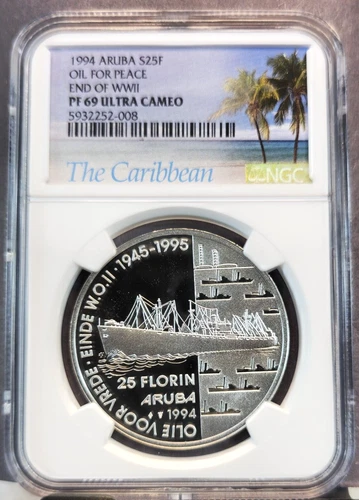 1994 ARUBA S25F
OIL FOR PEACE
END OF WWII
PF 69 ULTRA CAMEO
5932252-008
The Caribbean
NGC
OLIE VOOR VREDE · EINDE W.O.II · 1945-1995
25 FLORIN
ARUBA
1994